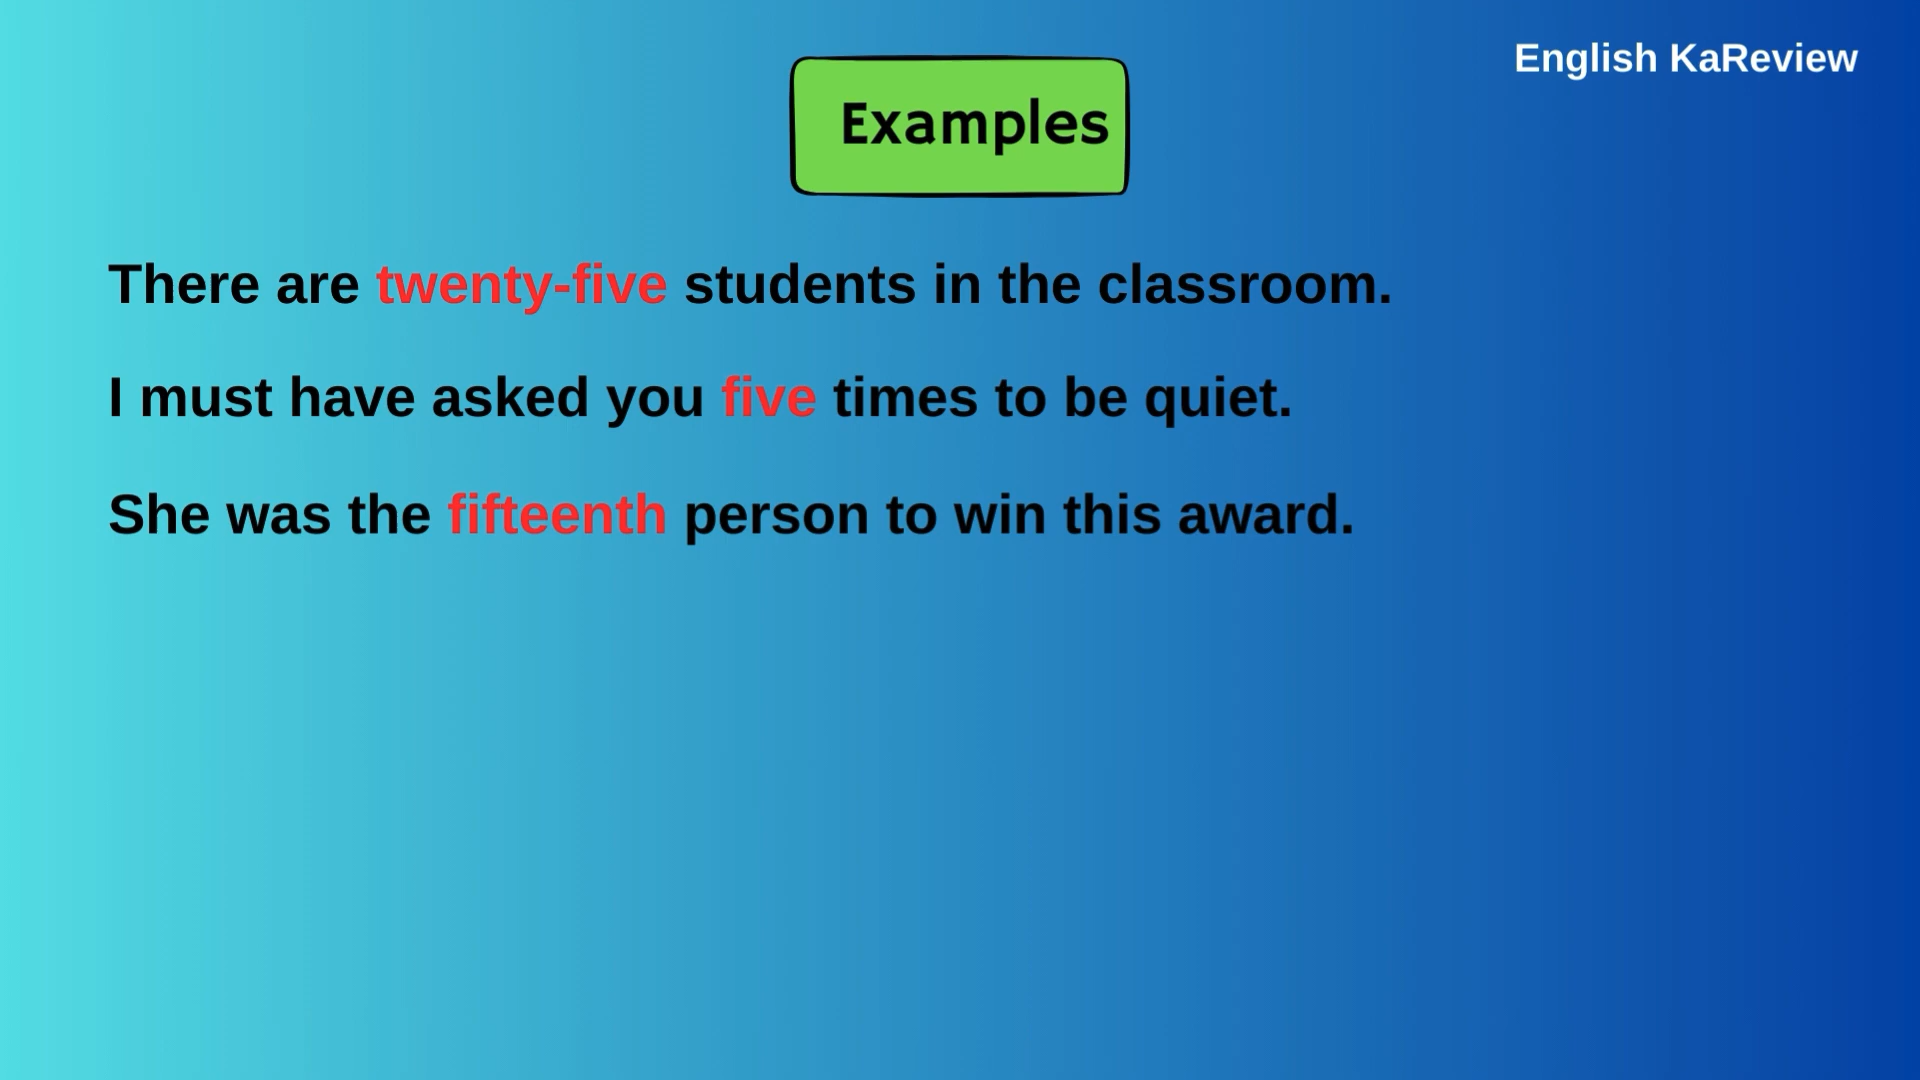 English KaReview
Examples
There are twenty-five students in the classroom.
I must have asked you five times to be quiet.
She was the fifteenth person to win this award.